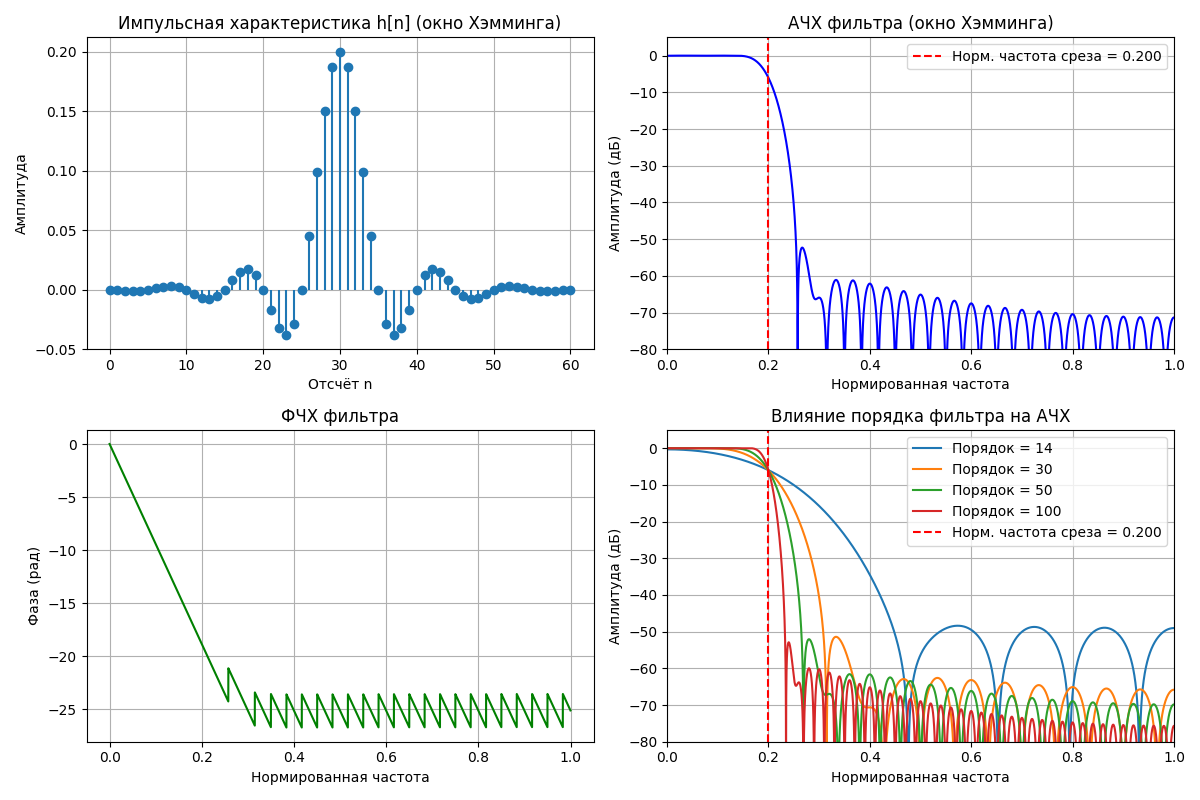 Импульсная характеристика h[n] (окно Хэмминга)
Амплитуда
0.20
0.15
0.10
0.05
0.00
−0.05
0 10 20 30 40 50 60
Отсчёт n
АЧХ фильтра (окно Хэмминга)
Норм. частота среза = 0.200
Амплитуда (дБ)
0
−10
−20
−30
−40
−50
−60
−70
−80
0.0 0.2 0.4 0.6 0.8 1.0
Нормированная частота
ФЧХ фильтра
Фаза (рад)
0
−5
−10
−15
−20
−25
0.0 0.2 0.4 0.6 0.8 1.0
Нормированная частота
Влияние порядка фильтра на АЧХ
Порядок = 14
Порядок = 30
Порядок = 50
Порядок = 100
Норм. частота среза = 0.200
Амплитуда (дБ)
0
−10
−20
−30
−40
−50
−60
−70
−80
0.0 0.2 0.4 0.6 0.8 1.0
Нормированная частота